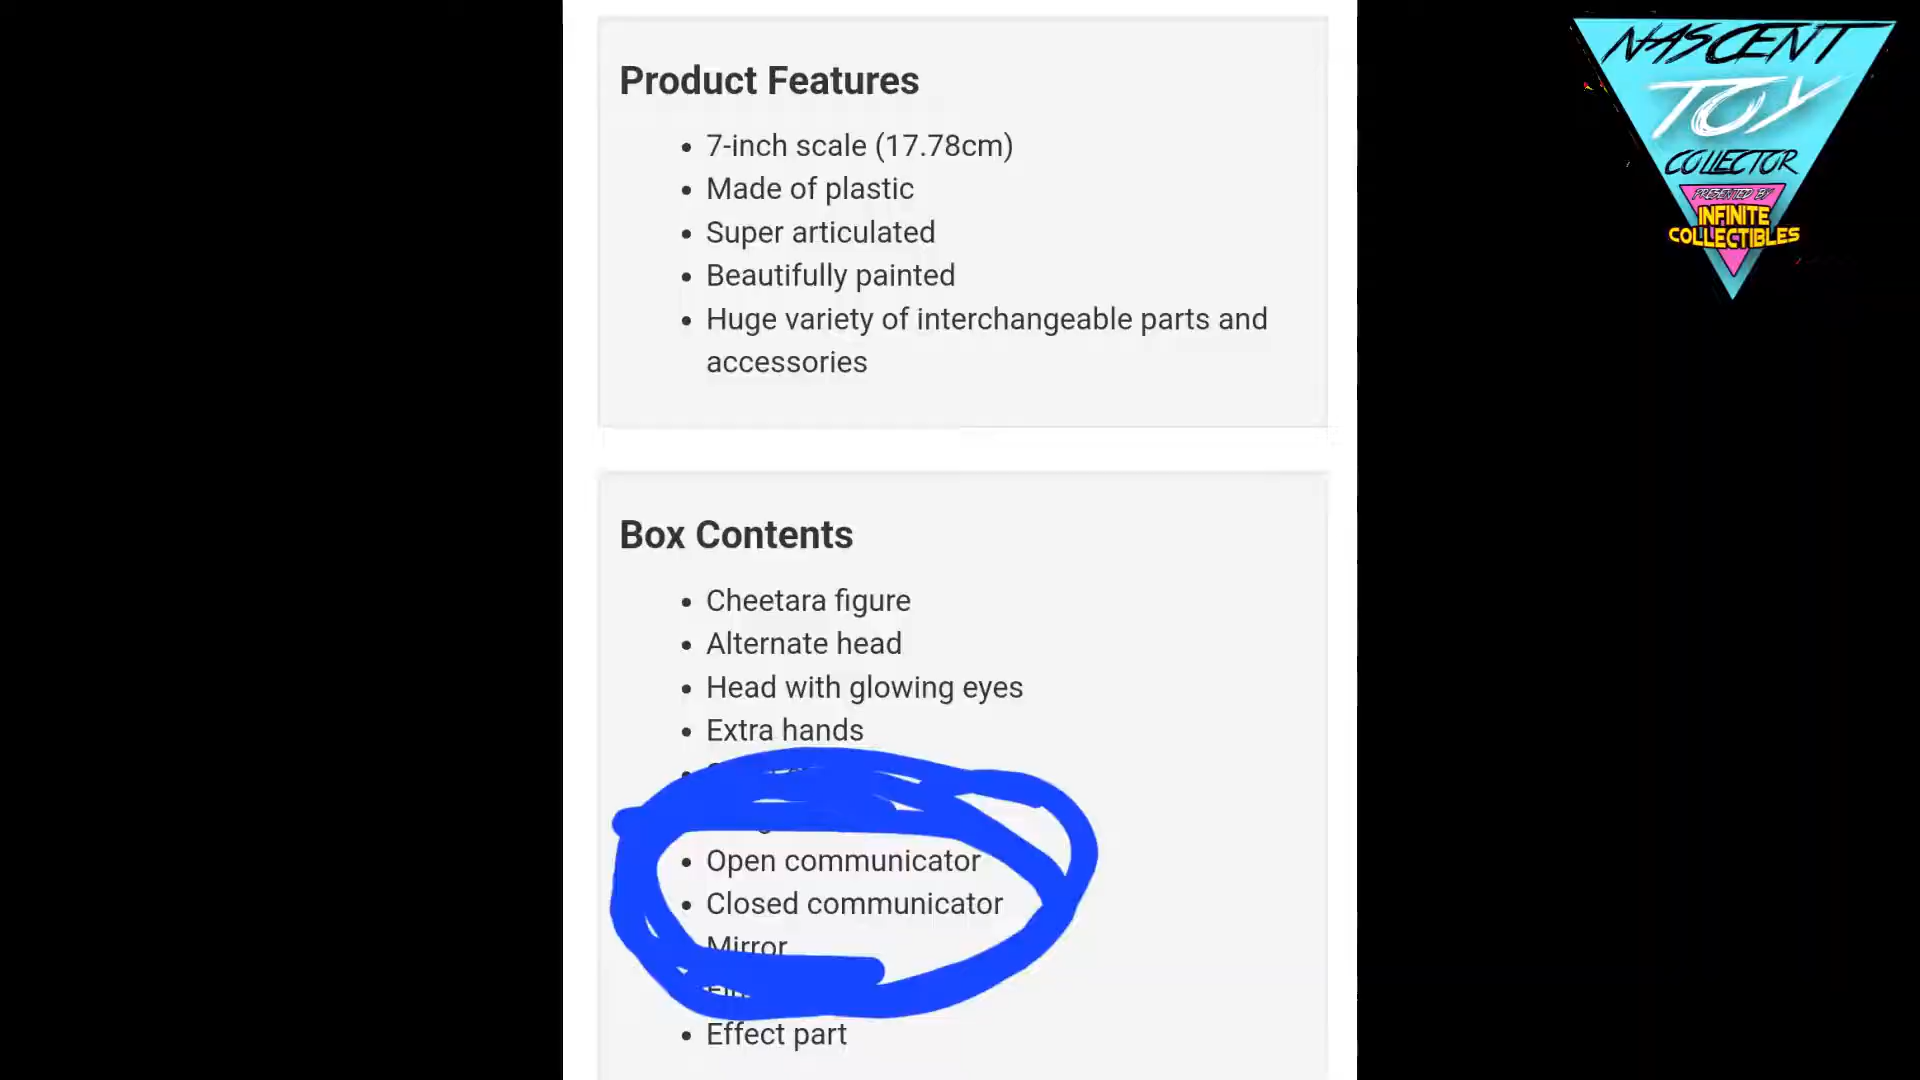 Product Features
7-inch scale (17.78cm)
Made of plastic
Super articulated
Beautifully painted
Huge variety of interchangeable parts and
accessories
Box Contents
Cheetara figure
Alternate head
Head with glowing eyes
Extra hands
Open communicator
Closed communicator
Mirror
Effect part
NASCENT
TOY
COLLECTOR
PRESENTED BY
INFINITE
COLLECTIBLES